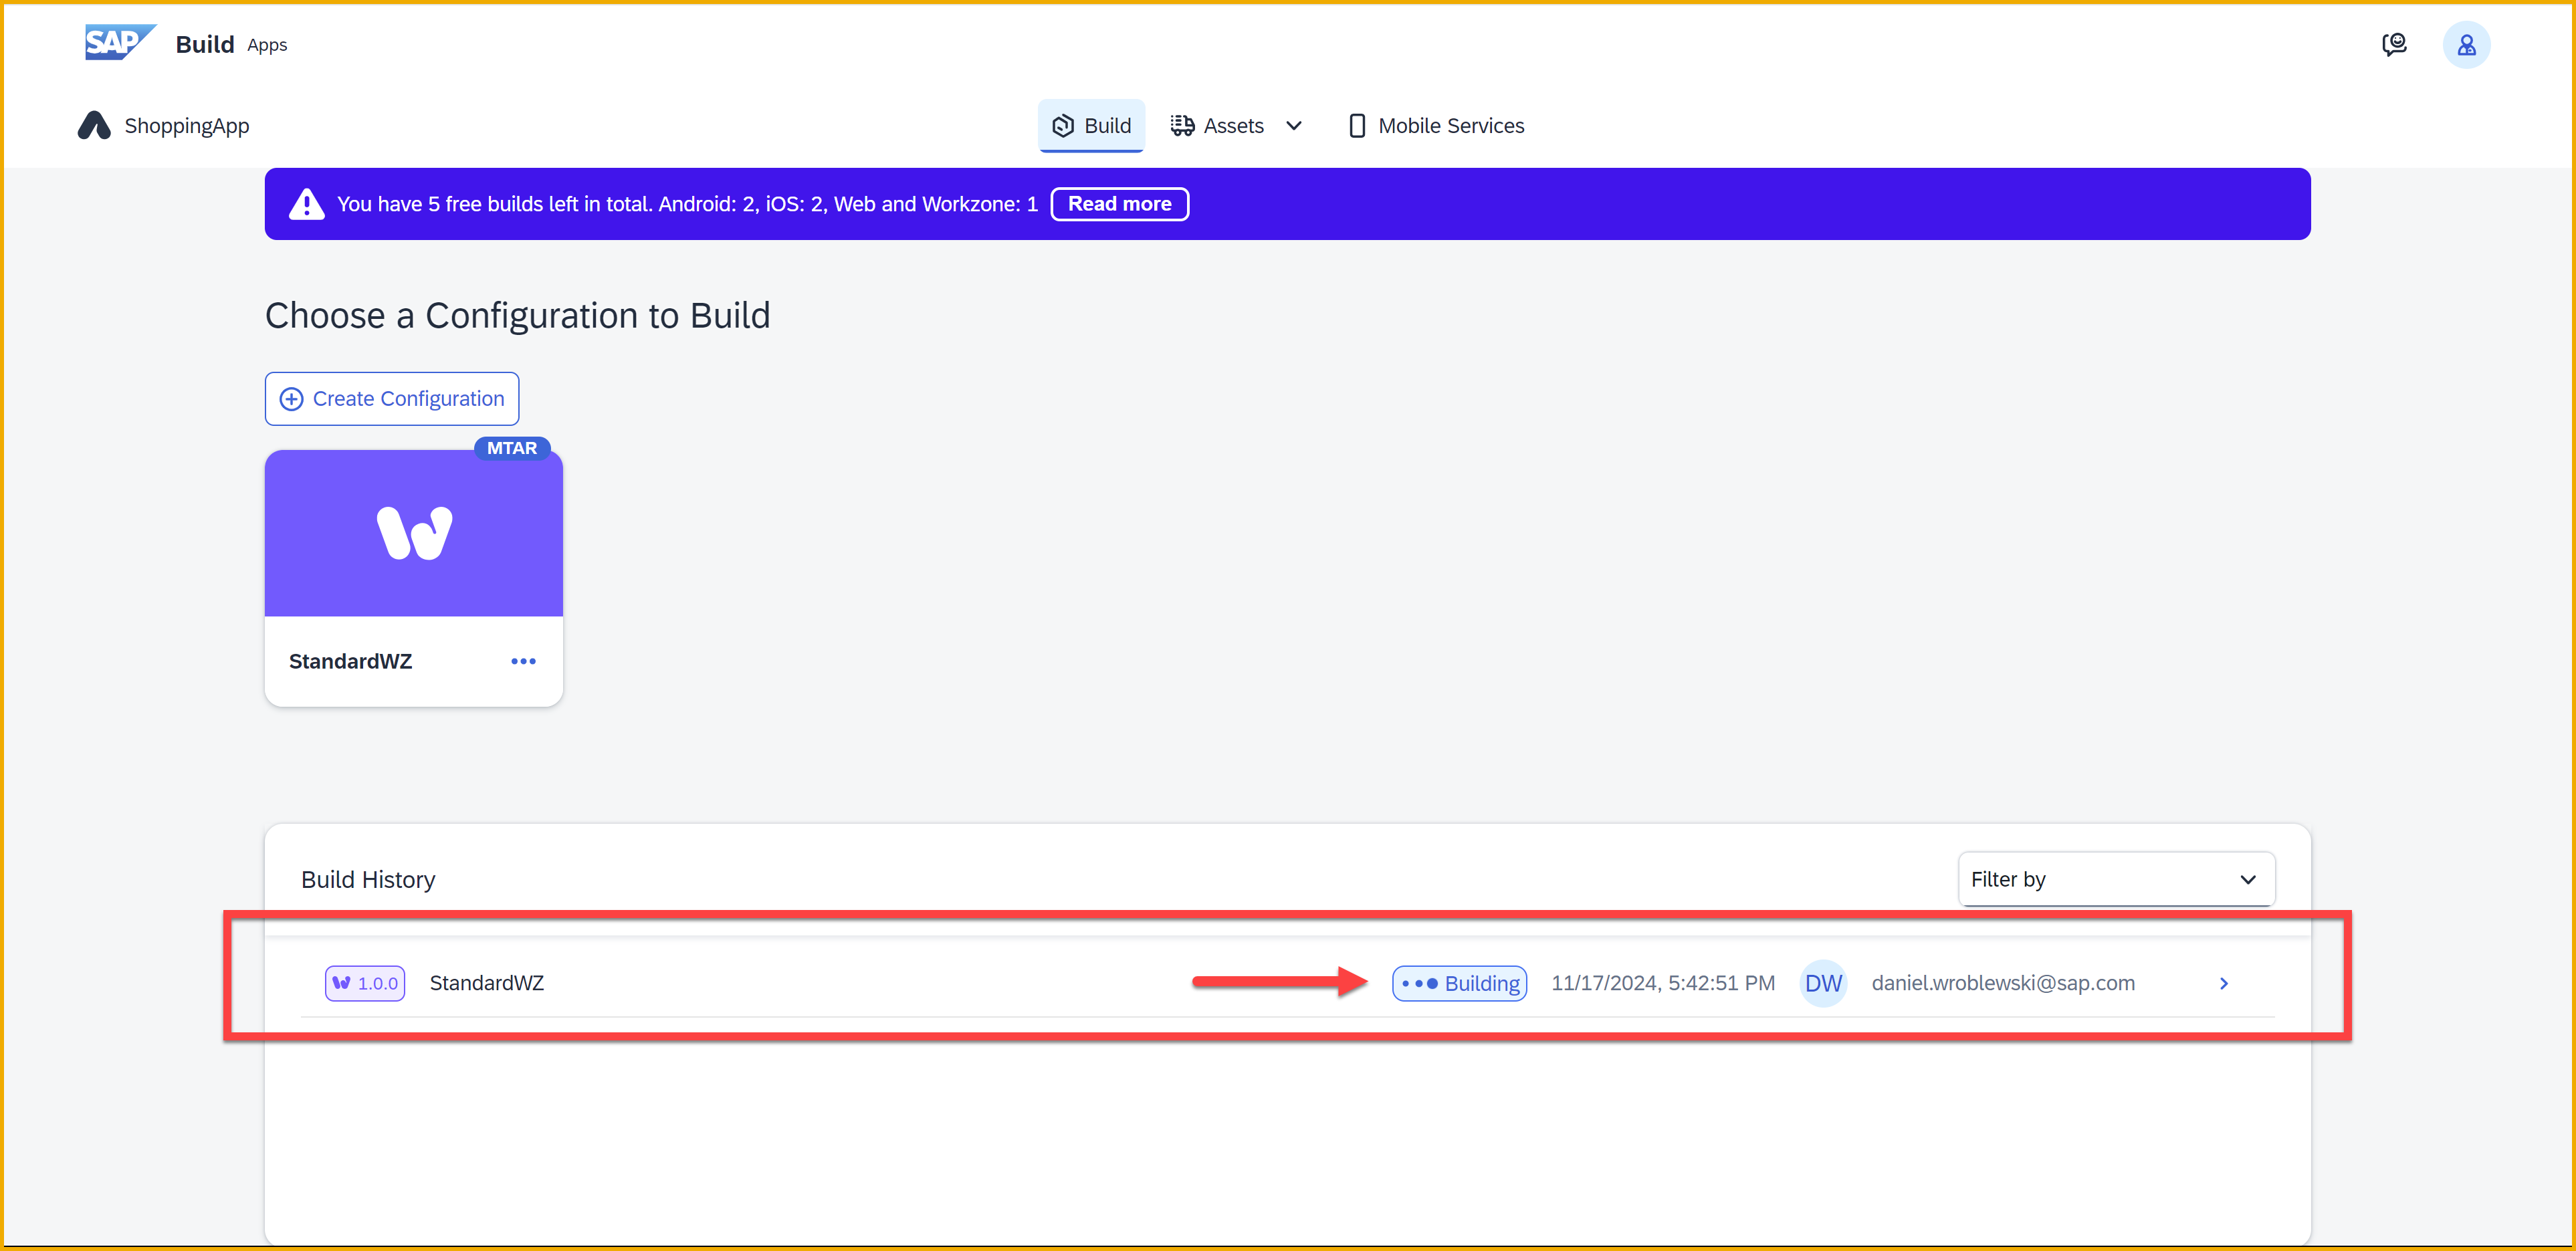 SAP Build Apps
ShoppingApp Build Assets Mobile Services
You have 5 free builds left in total. Android: 2, iOS: 2, Web and Workzone: 1 Read more
Choose a Configuration to Build
Create Configuration
MTAR
StandardWZ
Build History Filter by
1.0.0 StandardWZ Building 11/17/2024, 5:42:51 PM DW daniel.wroblewski@sap.com